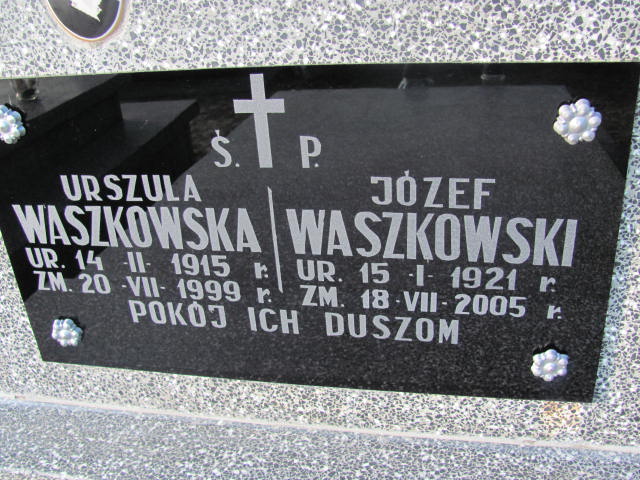 Ś. P.
URSZULA
WASZKOWSKA
UR. 14 II 1915 r.
ZM. 20 VII 1999 r.
JÓZEF
WASZKOWSKI
UR. 15 I 1921 r.
ZM. 18 VII 2005 r.
POKÓJ ICH DUSZOM